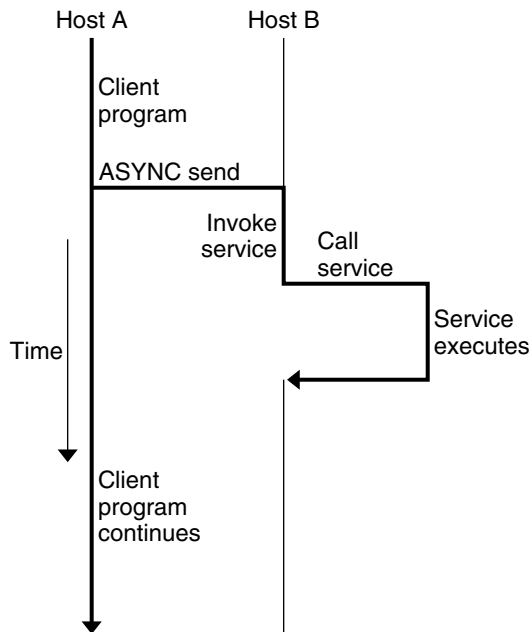 Host A
Host B
Client
program
ASYNC send
Invoke
service
Call
service
Service
executes
Time
Client
program
continues